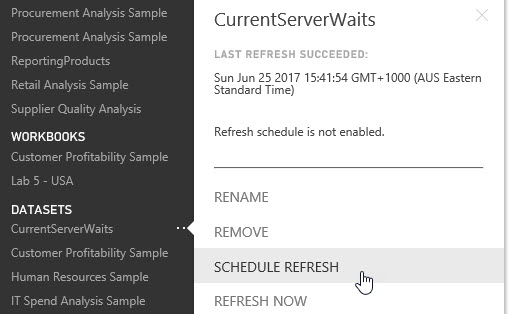 Procurement Analysis Sample
Procurement Analysis Sample
ReportingProducts
Retail Analysis Sample
Supplier Quality Analysis
WORKBOOKS
Customer Profitability Sample
Lab 5 - USA
DATASETS
CurrentServerWaits
Customer Profitability Sample
Human Resources Sample
IT Spend Analysis Sample
CurrentServerWaits
LAST REFRESH SUCCEEDED:
Sun Jun 25 2017 15:41:54 GMT+1000 (AUS Eastern
Standard Time)
Refresh schedule is not enabled.
RENAME
REMOVE
SCHEDULE REFRESH
REFRESH NOW